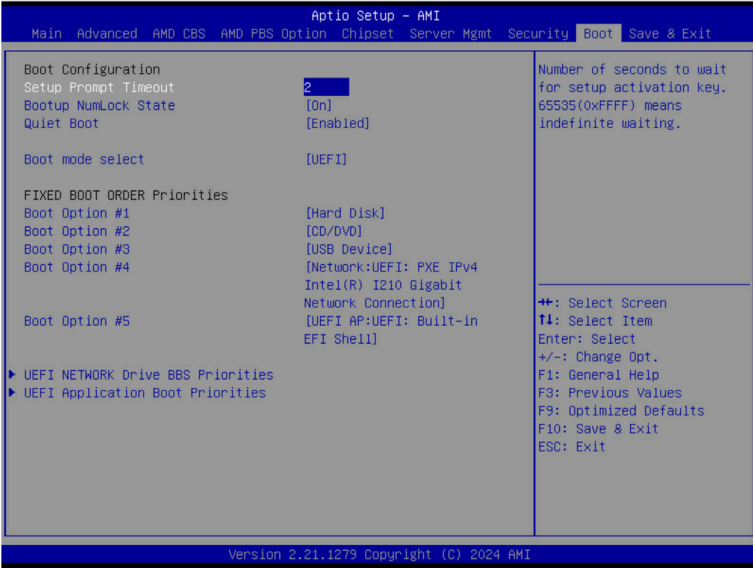 Aptio Setup - AMI
Main Advanced AMD CBS AMD PBS Option Chipset Server Mgmt Security Boot Save & Exit
Boot Configuration
Setup Prompt Timeout 2
Bootup NumLock State [On]
Quiet Boot [Enabled]
Boot mode select [UEFI]
FIXED BOOT ORDER Priorities
Boot Option #1 [Hard Disk]
Boot Option #2 [CD/DVD]
Boot Option #3 [USB Device]
Boot Option #4 [Network:UEFI: PXE IPv4
Intel(R) I210 Gigabit
Network Connection]
Boot Option #5 [UEFI AP:UEFI: Built-in
EFI Shell]
UEFI NETWORK Drive BBS Priorities
UEFI Application Boot Priorities
Number of seconds to wait
for setup activation key.
65535(0xFFFF) means
indefinite waiting.
→←: Select Screen
↑↓: Select Item
Enter: Select
+/-: Change Opt.
F1: General Help
F3: Previous Values
F9: Optimized Defaults
F10: Save & Exit
ESC: Exit
Version 2.21.1279 Copyright (C) 2024 AMI